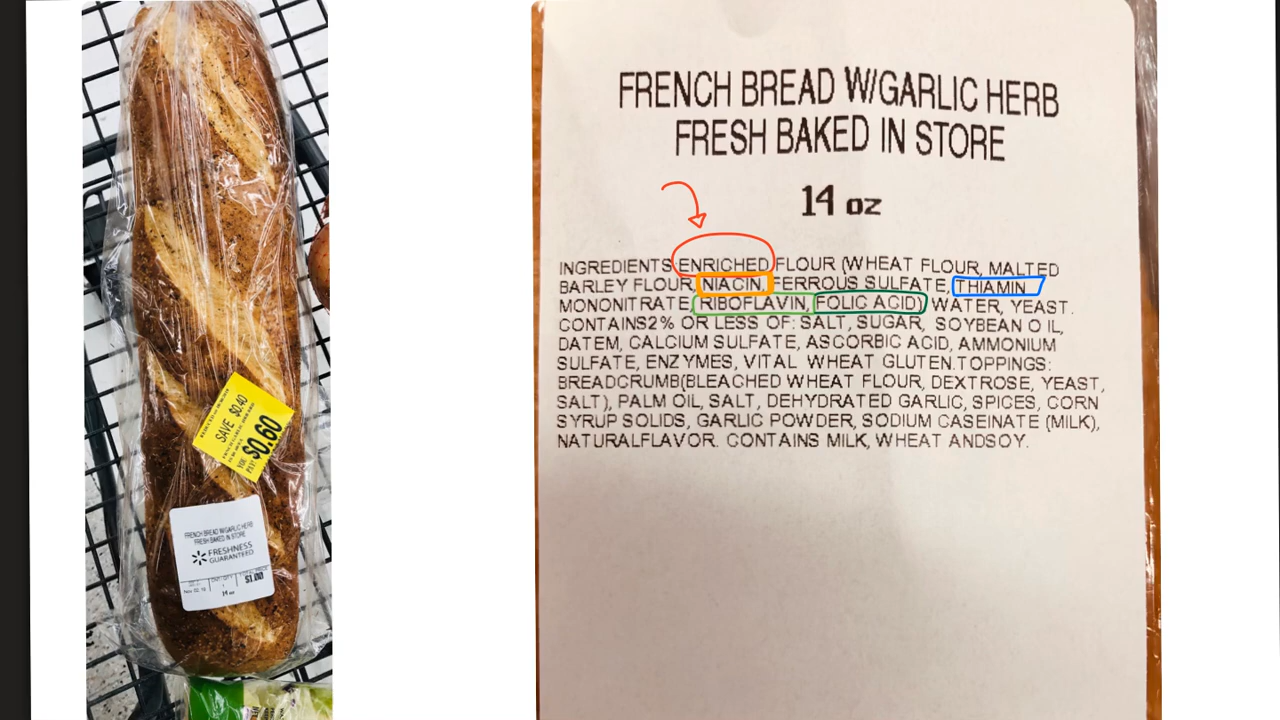 SAVE $0.40
YOU PAY: $0.60
FRENCH BREAD W/GARLIC HERB
FRESH BAKED IN STORE
FRESHNESS
GUARANTEED
14 oz
FRENCH BREAD W/GARLIC HERB
FRESH BAKED IN STORE
14 oz
INGREDIENTS:ENRICHED FLOUR (WHEAT FLOUR, MALTED
BARLEY FLOUR, NIACIN, FERROUS SULFATE, THIAMIN
MONONITRATE, RIBOFLAVIN, FOLIC ACID) WATER, YEAST.
CONTAINS2% OR LESS OF: SALT, SUGAR, SOYBEAN O IL,
DATEM, CALCIUM SULFATE, ASCORBIC ACID, AMMONIUM
SULFATE, ENZYMES, VITAL WHEAT GLUTEN.TOPPINGS:
BREADCRUMB(BLEACHED WHEAT FLOUR, DEXTROSE, YEAST,
SALT), PALM OIL, SALT, DEHYDRATED GARLIC, SPICES, CORN
SYRUP SOLIDS, GARLIC POWDER, SODIUM CASEINATE (MILK),
NATURALFLAVOR. CONTAINS MILK, WHEAT ANDSOY.